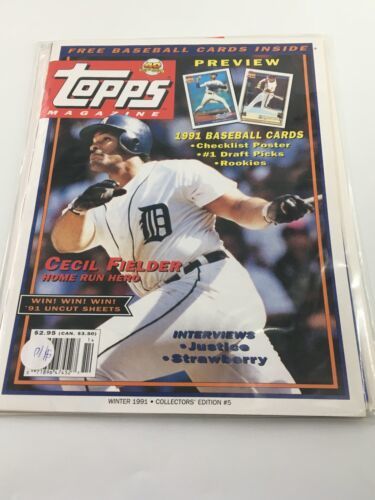 FREE BASEBALL CARDS INSIDE
TOPPS
MAGAZINE
PREVIEW
1991 BASEBALL CARDS
•Checklist Poster
•#1 Draft Picks
•Rookies
D
CECIL FIELDER
HOME RUN HERO
WIN! WIN! WIN!
'91 UNCUT SHEETS
$2.95 (CAN. $3.50)
INTERVIEWS
•Justice
•Strawberry
WINTER 1991 • COLLECTORS' EDITION #5